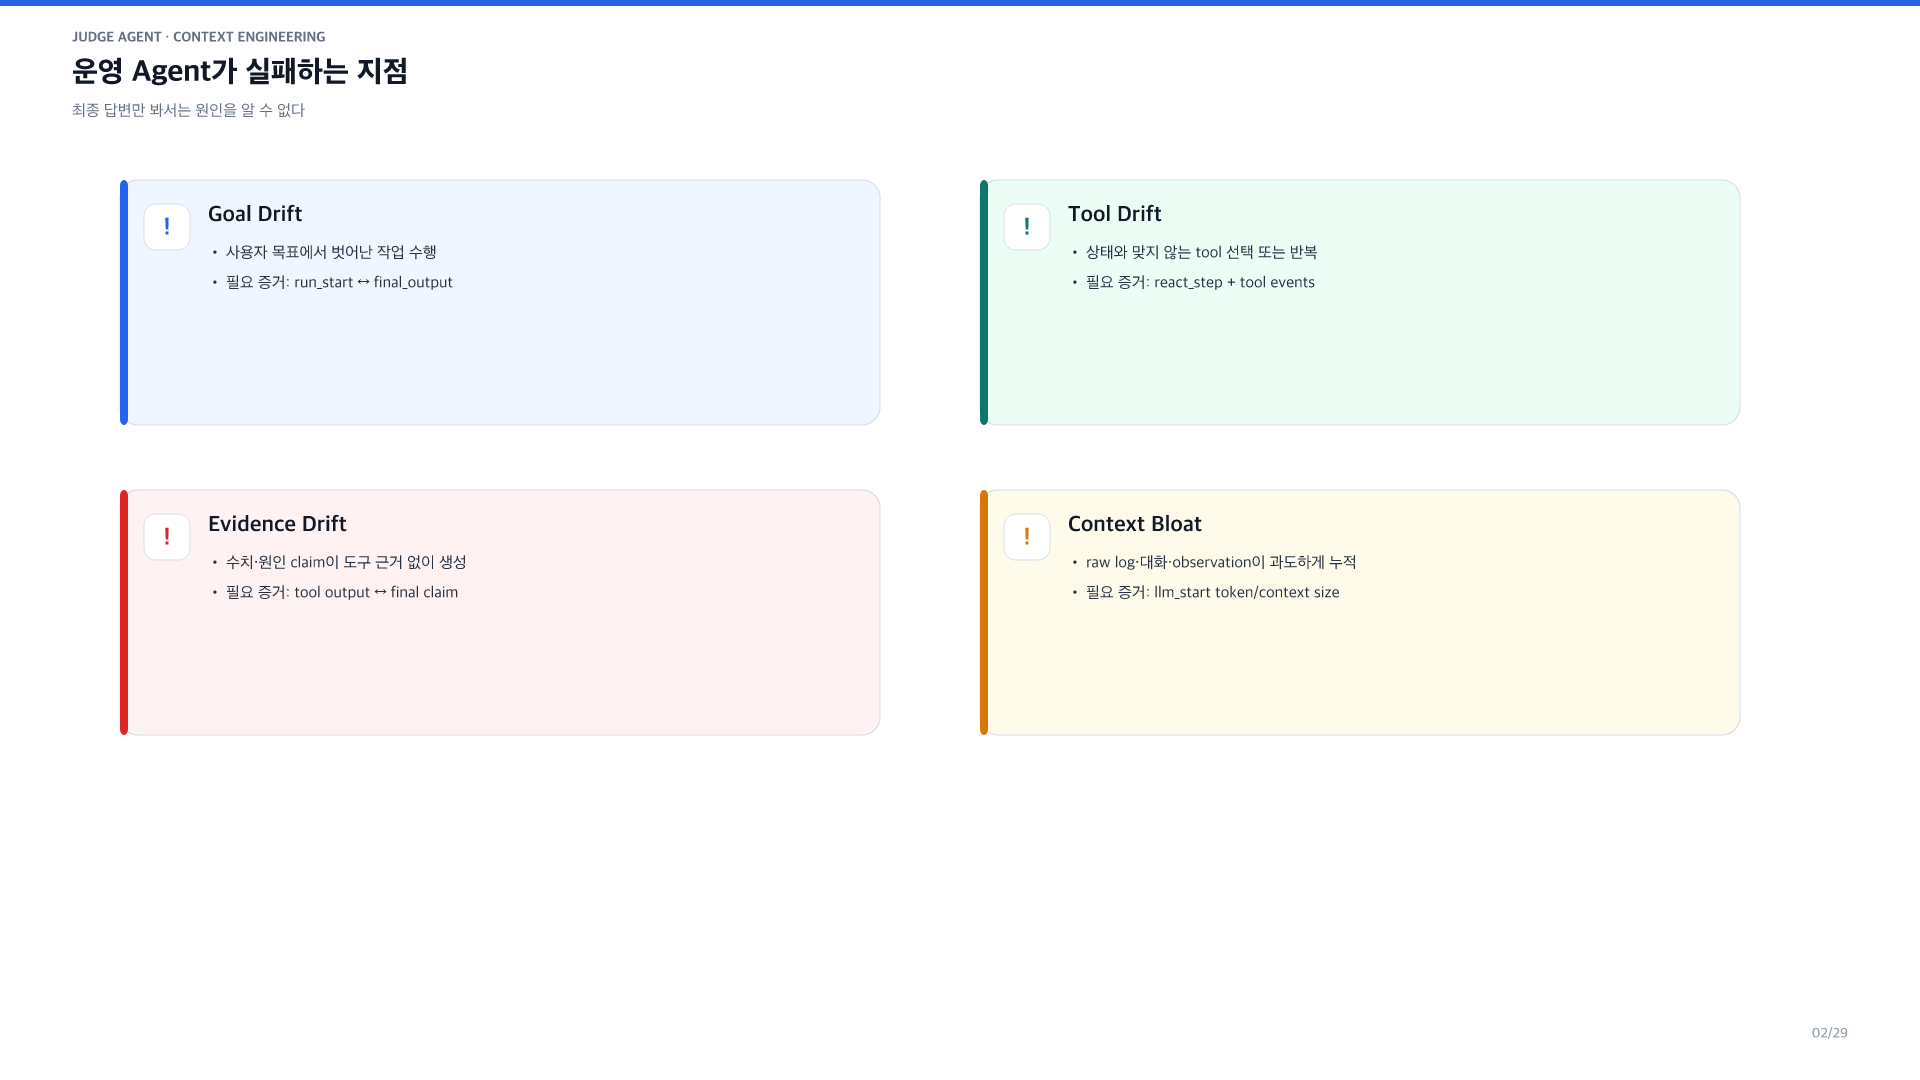 JUDGE AGENT · CONTEXT ENGINEERING
운영 Agent가 실패하는 지점
최종 답변만 봐서는 원인을 알 수 없다
!
Goal Drift
• 사용자 목표에서 벗어난 작업 수행
• 필요 증거: run_start ↔ final_output
!
Tool Drift
• 상태와 맞지 않는 tool 선택 또는 반복
• 필요 증거: react_step + tool events
!
Evidence Drift
• 수치·원인 claim이 도구 근거 없이 생성
• 필요 증거: tool output ↔ final claim
!
Context Bloat
• raw log·대화·observation이 과도하게 누적
• 필요 증거: llm_start token/context size
02/29